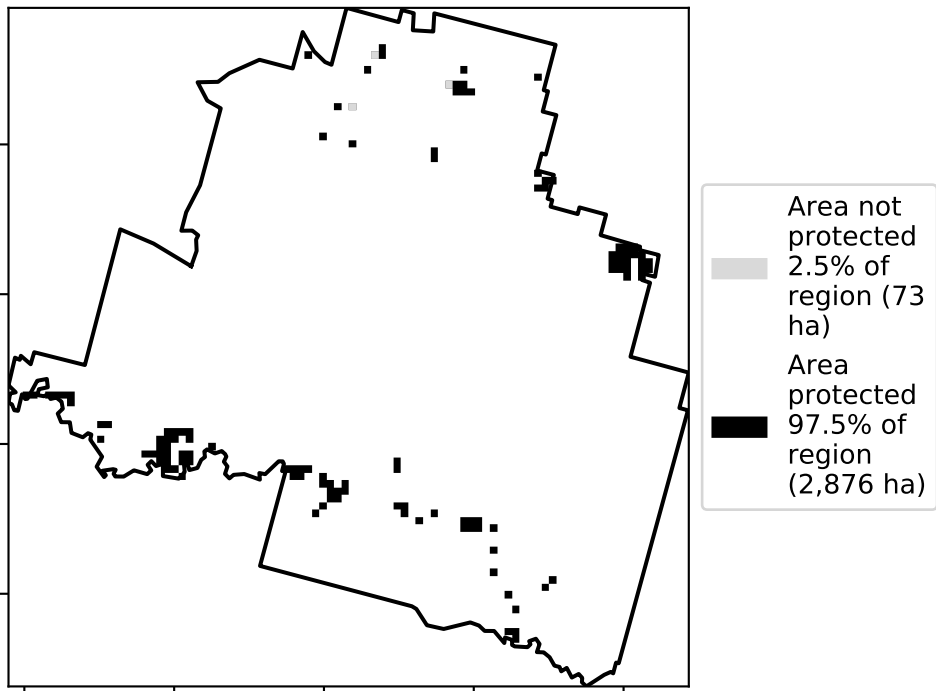 Area not
protected
2.5% of
region (73
ha)
Area
protected
97.5% of
region
(2,876 ha)